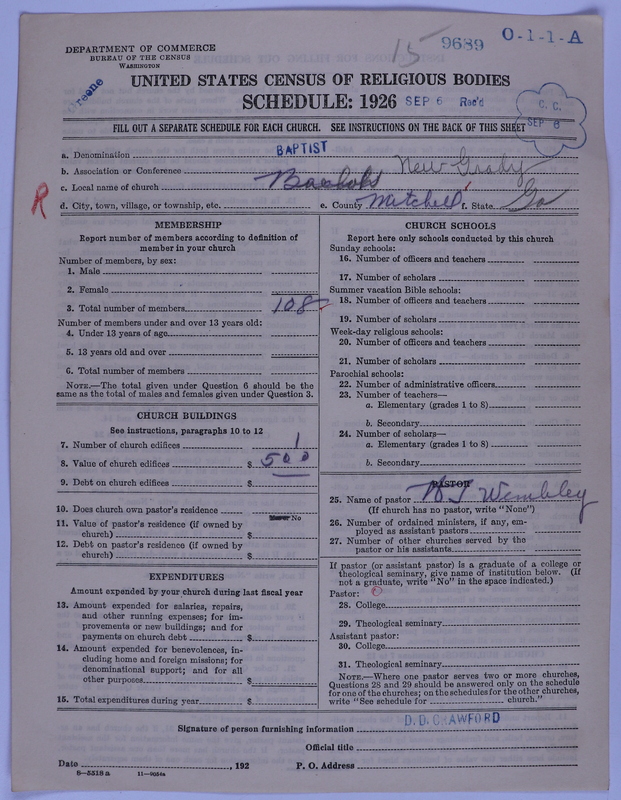 15 9689 O-1-1-A
DEPARTMENT OF COMMERCE
BUREAU OF THE CENSUS
WASHINGTON
Greene
UNITED STATES CENSUS OF RELIGIOUS BODIES
SCHEDULE: 1926 SEP 6 Rec'd
C. C.
SEP 8
FILL OUT A SEPARATE SCHEDULE FOR EACH CHURCH. SEE INSTRUCTIONS ON THE BACK OF THIS SHEET
a. Denomination BAPTIST
b. Association or Conference New Grady
c. Local name of church
R
d. City, town, village, or township, etc. e. County Mitchell f. State Ga
MEMBERSHIP
Report number of members according to definition of
member in your church
Number of members, by sex:
1. Male
2. Female
3. Total number of members 108
Number of members under and over 13 years old:
4. Under 13 years of age
5. 13 years old and over
6. Total number of members
NOTE.—The total given under Question 6 should be the
same as the total of males and females given under Question 3.
CHURCH BUILDINGS
See instructions, paragraphs 10 to 12
7. Number of church edifices 1
8. Value of church edifices $ 500
9. Debt on church edifices $
10. Does church own pastor's residence
No
11. Value of pastor's residence (if owned by
church) $
12. Debt on pastor's residence (if owned by
church) $
EXPENDITURES
Amount expended by your church during last fiscal year
13. Amount expended for salaries, repairs,
and other running expenses; for im-
provements or new buildings; and for
payments on church debt $
14. Amount expended for benevolences, in-
cluding home and foreign missions; for
denominational support; and for all
other purposes $
15. Total expenditures during year $
CHURCH SCHOOLS
Report here only schools conducted by this church
Sunday schools:
16. Number of officers and teachers
17. Number of scholars
Summer vacation Bible schools:
18. Number of officers and teachers
19. Number of scholars
Week-day religious schools:
20. Number of officers and teachers
21. Number of scholars
Parochial schools:
22. Number of administrative officers
23. Number of teachers—
a. Elementary (grades 1 to 8)
b. Secondary
24. Number of scholars—
a. Elementary (grades 1 to 8)
b. Secondary
PASTOR
25. Name of pastor Wembley
(If church has no pastor, write "None")
26. Number of ordained ministers, if any, em-
ployed as assistant pastors
27. Number of other churches served by the
pastor or his assistants
If pastor (or assistant pastor) is a graduate of a college or
theological seminary, give name of institution below. (If
not a graduate, write "No" in the space indicated.)
Pastor:
28. College
29. Theological seminary
Assistant pastor:
30. College
31. Theological seminary
NOTE.—Where one pastor serves two or more churches,
Questions 28 and 29 should be answered only on the schedule
for one of the churches; on the schedules for the other churches,
write "See schedule for church."
Signature of person furnishing information D. D. CRAWFORD
Official title
Date , 192 P. O. Address
8—5518 a 11—9054a